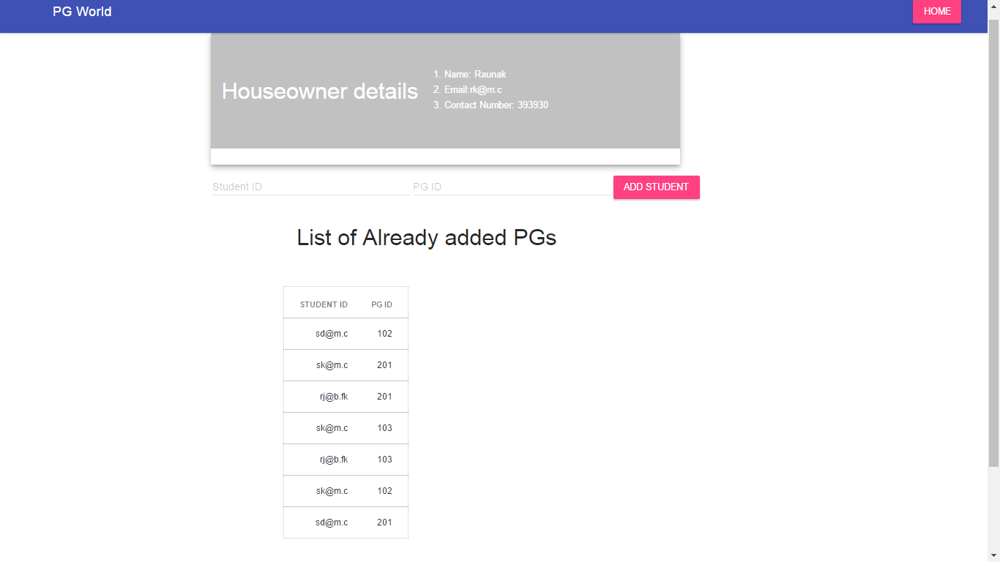 PG World
HOME
Houseowner details
1. Name: Raunak
2. Email:rk@m.c
3. Contact Number: 393930
Student ID
PG ID
ADD STUDENT
List of Already added PGs
STUDENT ID PG ID
sd@m.c 102
sk@m.c 201
rj@b.fk 201
sk@m.c 103
rj@b.fk 103
sk@m.c 102
sd@m.c 201